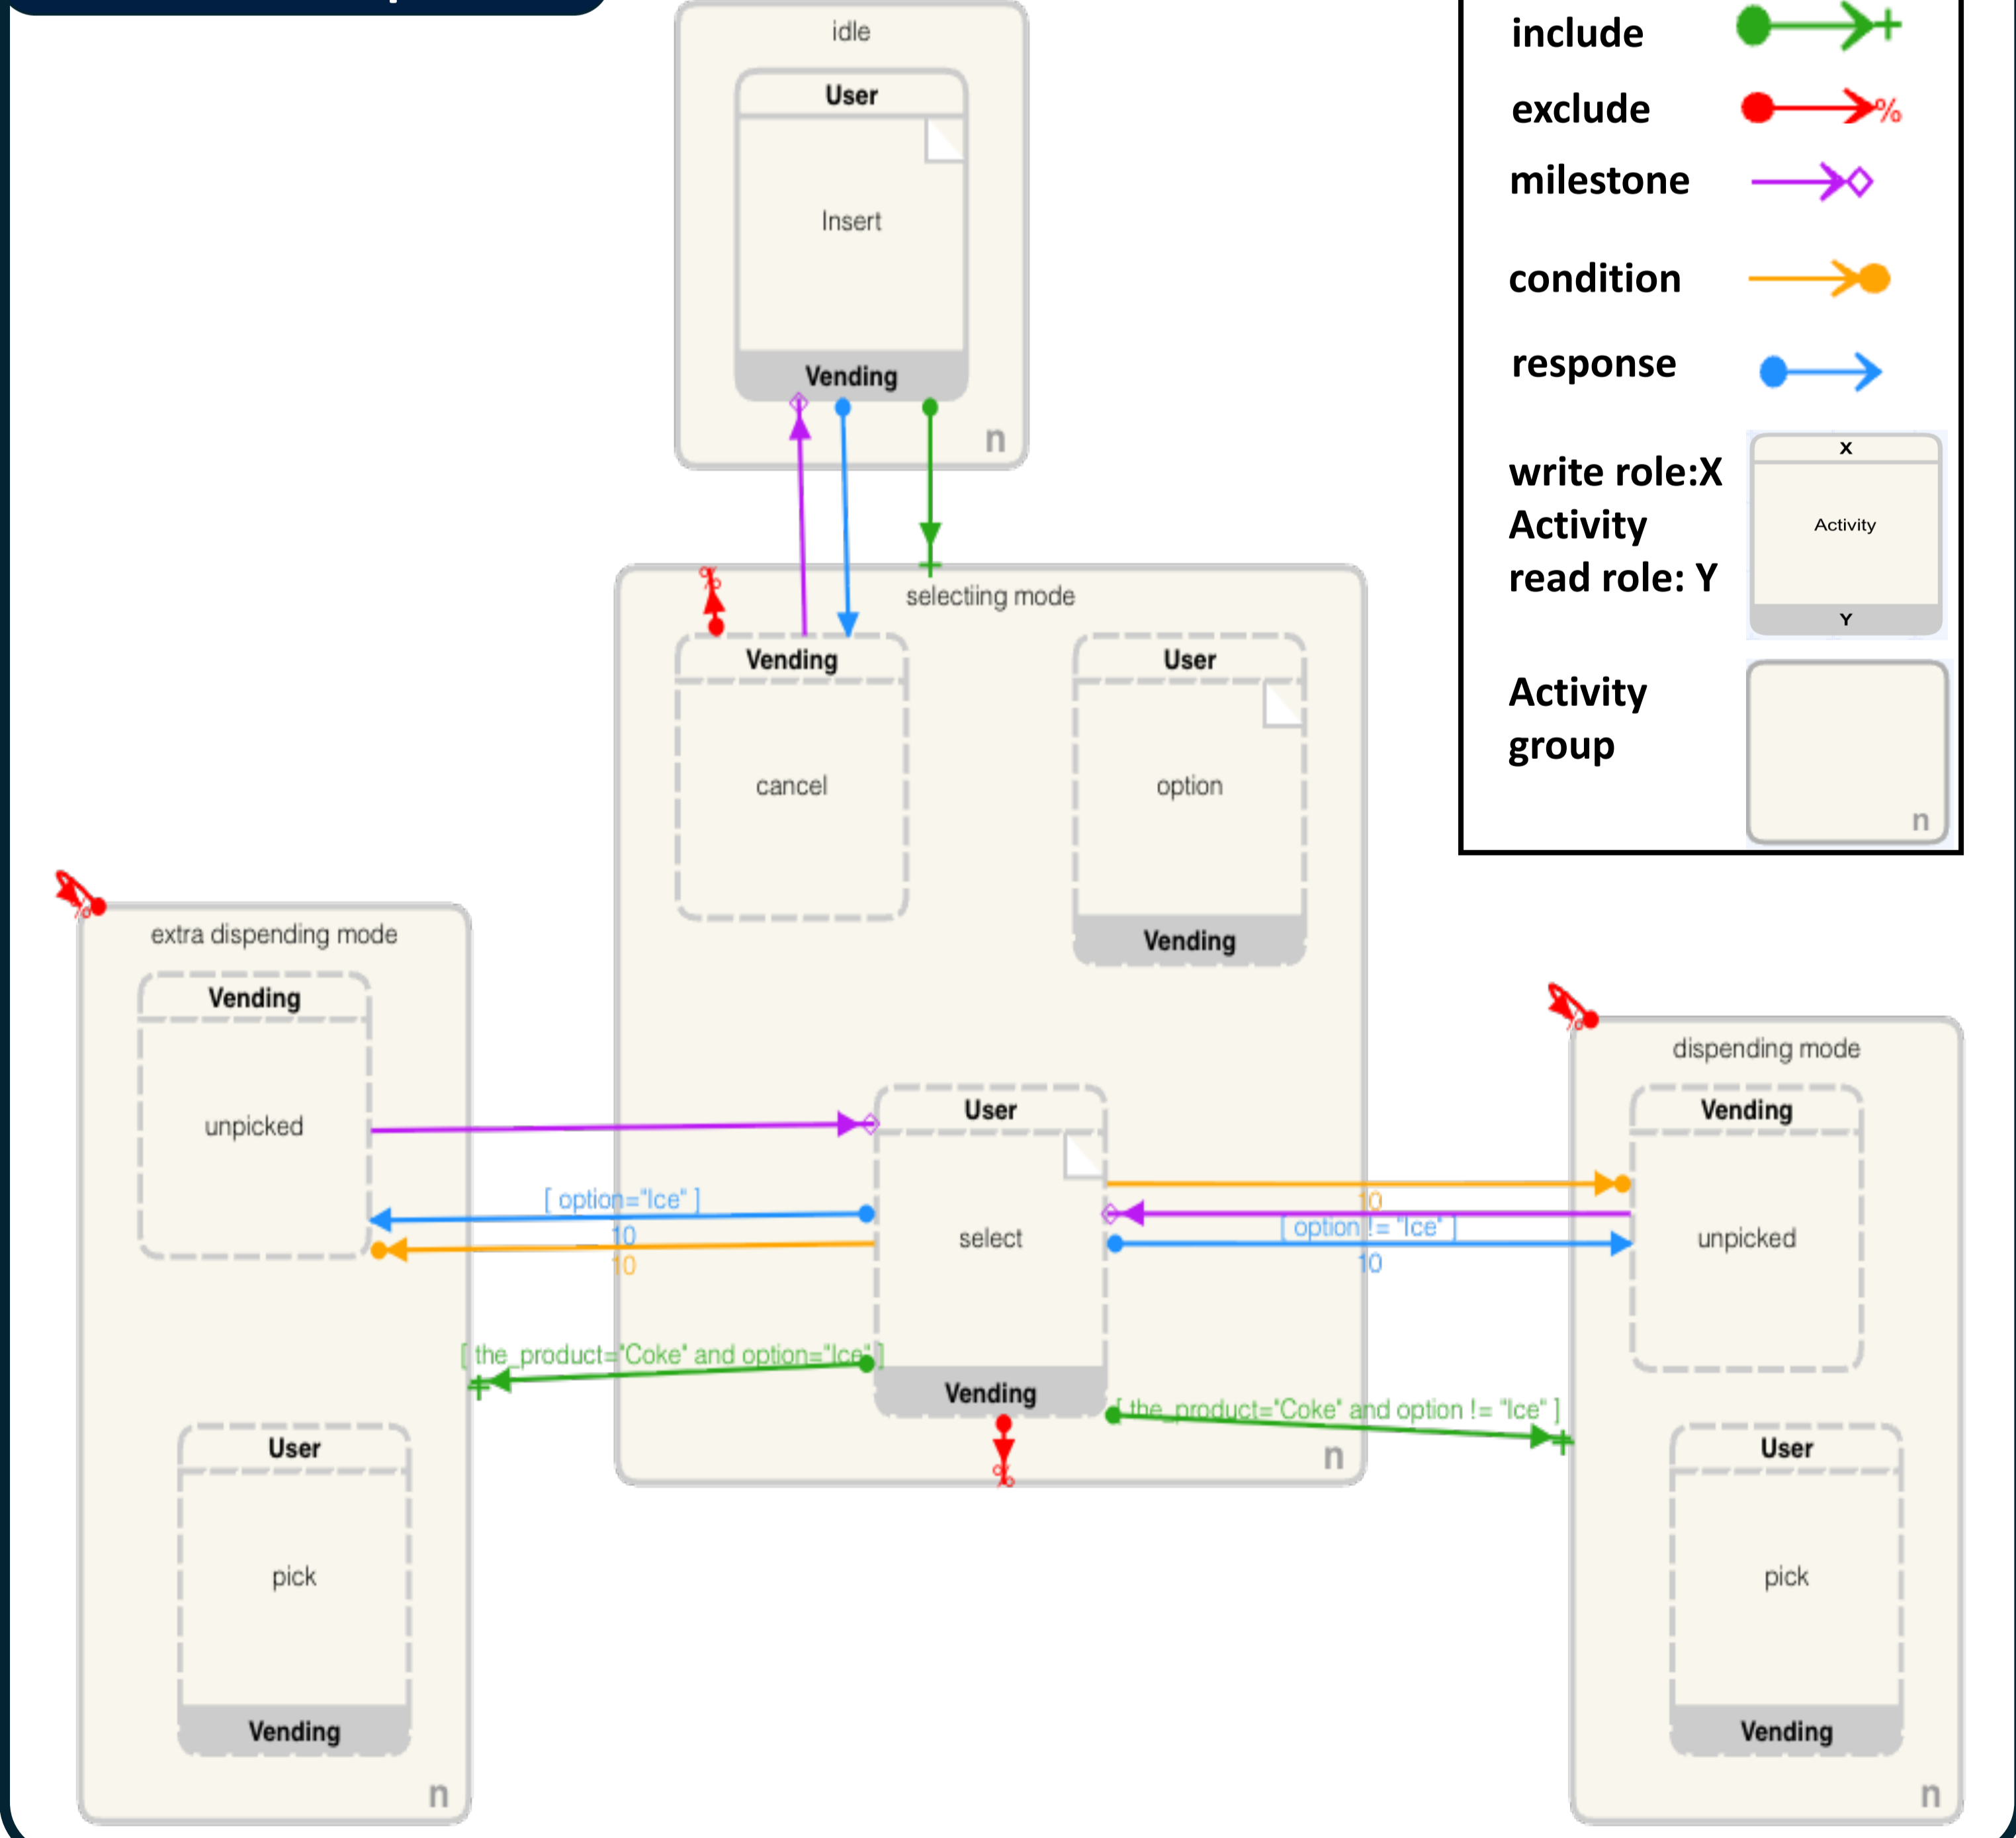 idle
User
Insert
Vending
n
include
exclude
%
milestone
condition
response
write role:X
Activity
read role: Y
X
Activity
Y
Activity
group
n
%
selectiing mode
Vending
cancel
User
option
Vending
User
select
Vending
%
n
%
extra dispending mode
Vending
unpicked
User
pick
Vending
n
[ option="Ice" ]
10
10
[ the_product="Coke" and option="Ice" ]
10
[ option != "Ice" ]
10
[ the_product="Coke" and option != "Ice" ]
%
dispending mode
Vending
unpicked
User
pick
Vending
n